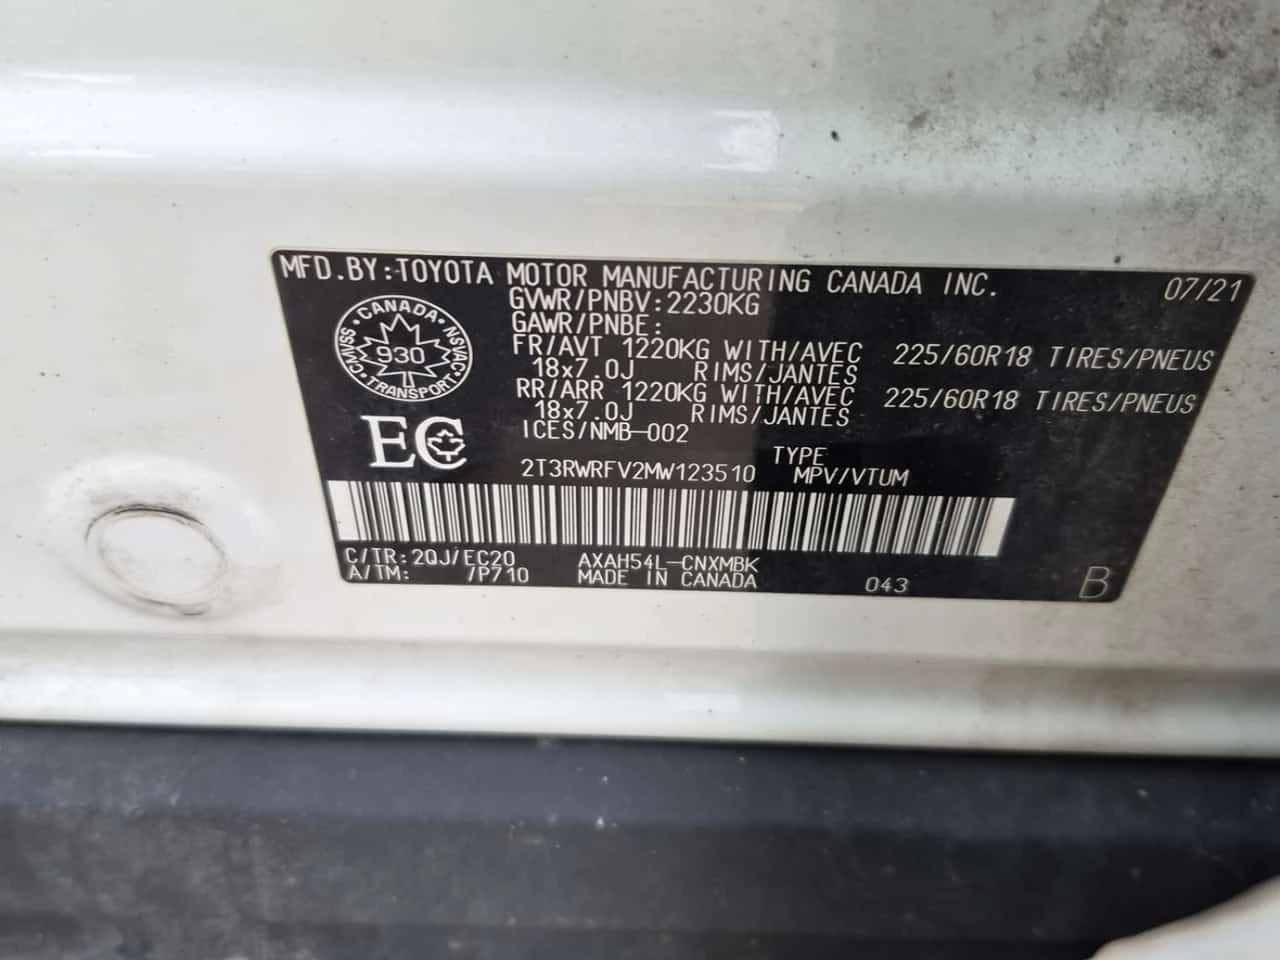 MFD.BY:TOYOTA MOTOR MANUFACTURING CANADA INC. 07/21
GVWR/PNBV:2230KG
GAWR/PNBE:
FR/AVT 1220KG WITH/AVEC 225/60R18 TIRES/PNEUS
18x7.0J RIMS/JANTES
RR/ARR 1220KG WITH/AVEC 225/60R18 TIRES/PNEUS
18x7.0J RIMS/JANTES
ICES/NMB-002
CANADA
CMVSS 930 NSVAC
TRANSPORT
EC
TYPE
2T3RWRFV2MW123510 MPV/VTUM
C/TR:2QJ/EC20 AXAH54L-CNXMBK
A/TM: /P710 MADE IN CANADA 043 B